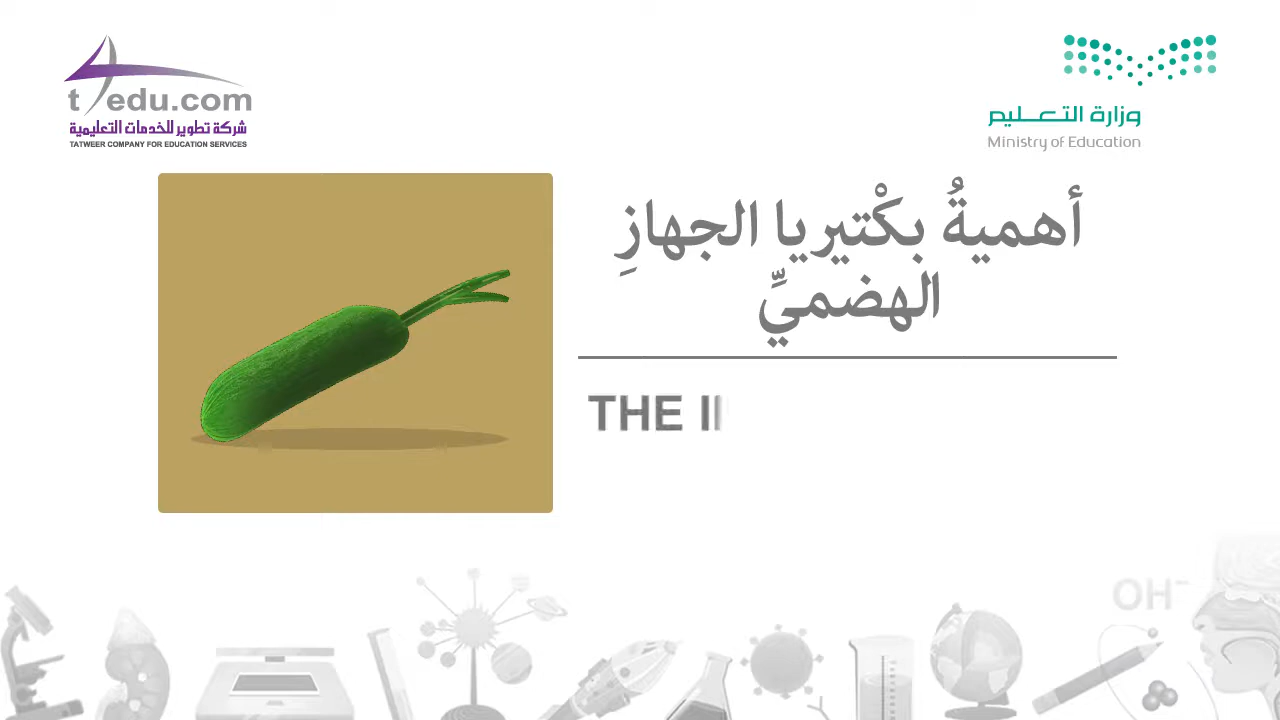 t edu.com
شركة تطوير للخدمات التعليمية
TATWEER COMPANY FOR EDUCATION SERVICES
وزارة التعليم
Ministry of Education
أهميةُ بكْتيريا الجهازِ
الهضميِّ
THE
OH⁻